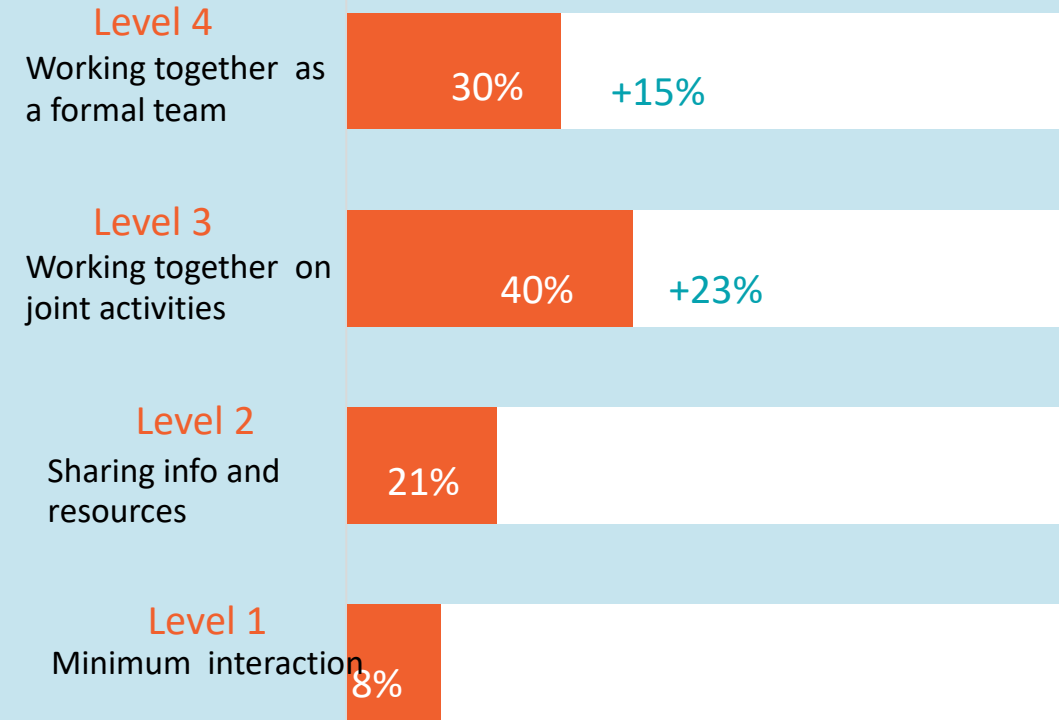 Level 4
Working together as
a formal team
30%
+15%
Level 3
Working together on
joint activities
40%
+23%
Level 2
Sharing info and
resources
21%
Level 1
Minimum interaction
8%